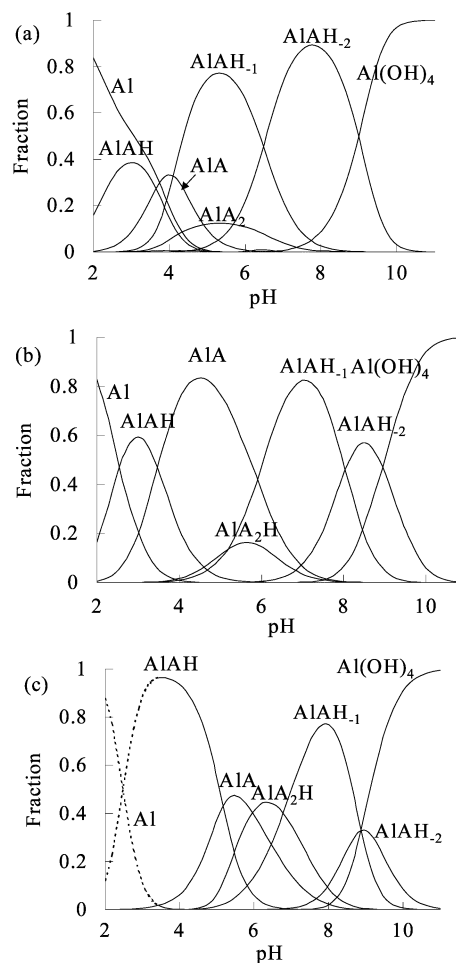 (a)
1
0.8
0.6
0.4
0.2
0
Fraction
Al
AlAH
AlA
AlAH-1
AlA2
AlAH-2
Al(OH)4
2 4 6 8 10
pH
(b)
1
0.8
0.6
0.4
0.2
0
Fraction
Al
AlAH
AlA
AlA2H
AlAH-1 Al(OH)4
AlAH-2
2 4 6 8 10
pH
(c)
1
0.8
0.6
0.4
0.2
0
Fraction
AlAH
Al
AlA
AlA2H
AlAH-1
Al(OH)4
AlAH-2
2 4 6 8 10
pH